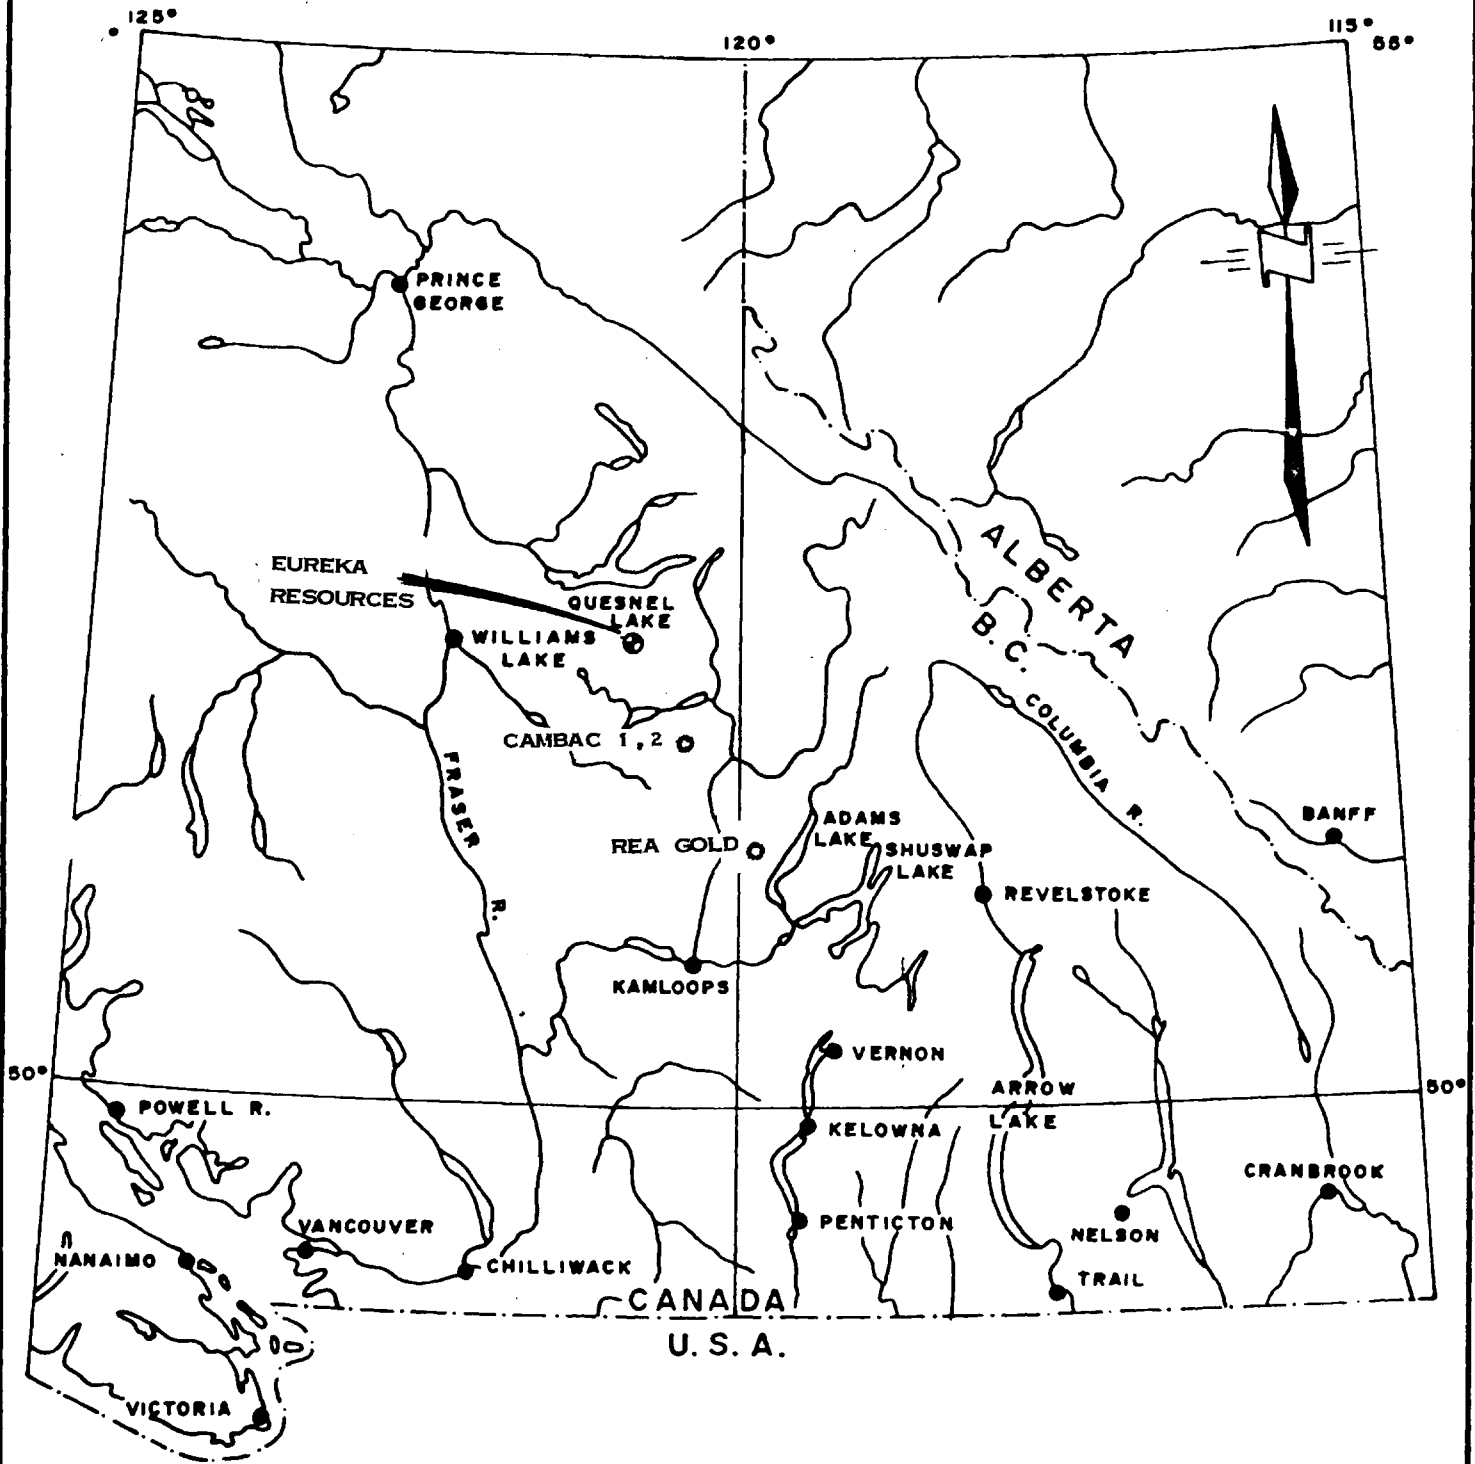 125°
120°
115°
55°
PRINCE
GEORGE
EUREKA
RESOURCES
QUESNEL
LAKE
WILLIAMS
LAKE
ALBERTA
B.C.
COLUMBIA R.
CAMBAC 1,2
FRASER R.
REA GOLD
ADAMS
LAKE
SHUSWAP
LAKE
BANFF
REVELSTOKE
KAMLOOPS
VERNON
50°
50°
ARROW
LAKE
POWELL R.
KELOWNA
CRANBROOK
VANCOUVER
PENTICTON
NELSON
NANAIMO
CHILLIWACK
TRAIL
CANADA
U.S.A.
VICTORIA